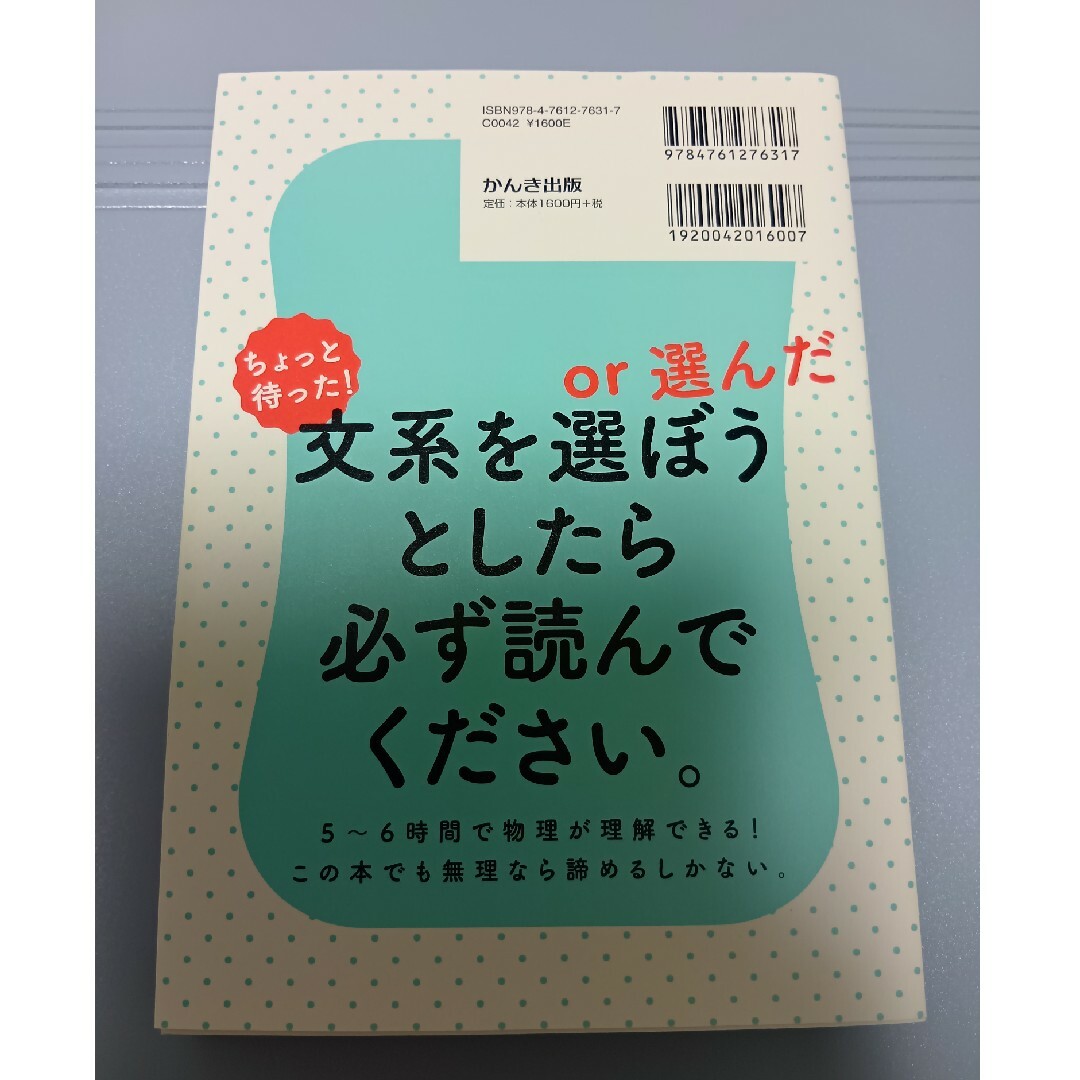 ISBN978-4-7612-7631-7
C0042 ¥1600E
9784761276317
かんき出版
定価：本体1600円+税
1920042016007
ちょっと
待った！
or 選んだ
文系を選ぼう
としたら
必ず読んで
ください。
5〜6時間で物理が理解できる！
この本でも無理なら諦めるしかない。